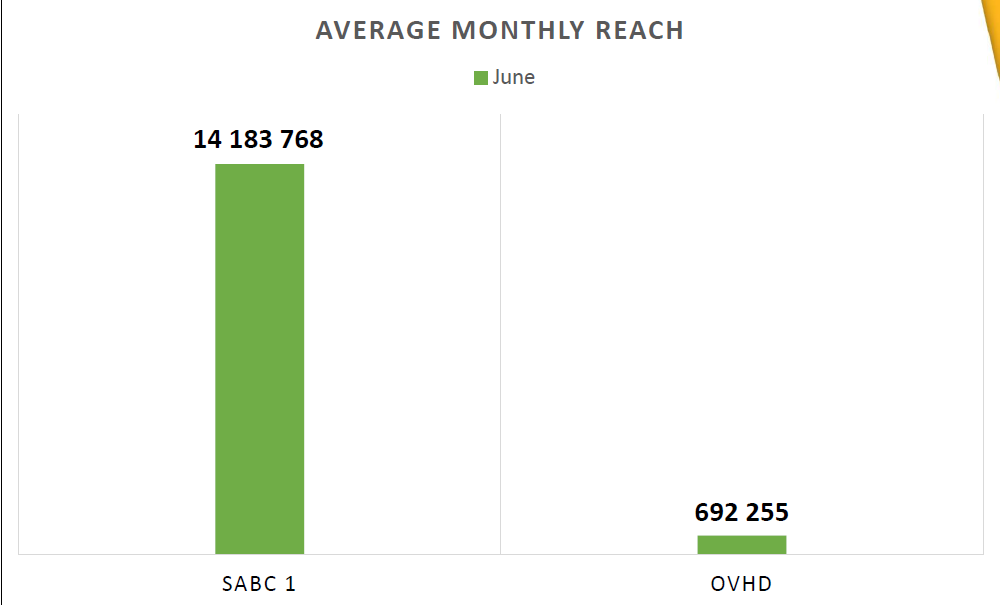 AVERAGE MONTHLY REACH
June
14 183 768
692 255
SABC 1
OVHD